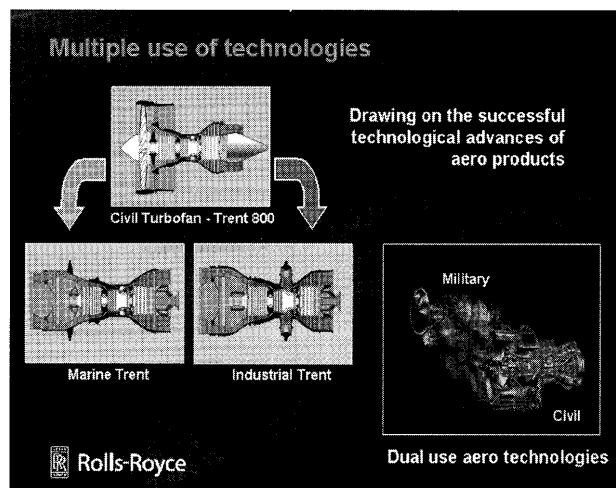 Multiple use of technologies
Drawing on the successful
technological advances of
aero products
Civil Turbofan - Trent 800
Marine Trent
Industrial Trent
Military
Civil
Dual use aero technologies
RR
Rolls-Royce